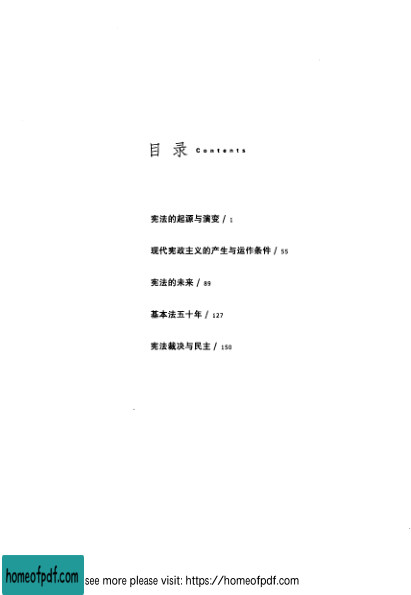 目 录 Contents
宪法的起源与演变 / 1
现代宪政主义的产生与运作条件 / 55
宪法的未来 / 89
基本法五十年 / 127
宪法裁决与民主 / 150
homeofpdf.com see more please visit: https://homeofpdf.com